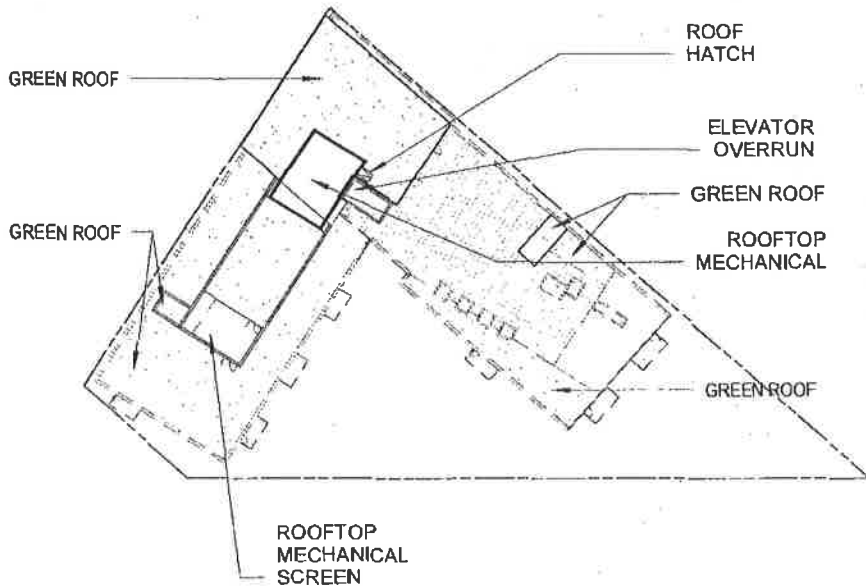 ROOF
HATCH
GREEN ROOF
ELEVATOR
OVERRUN
GREEN ROOF
GREEN ROOF
ROOFTOP
MECHANICAL
GREEN ROOF
ROOFTOP
MECHANICAL
SCREEN